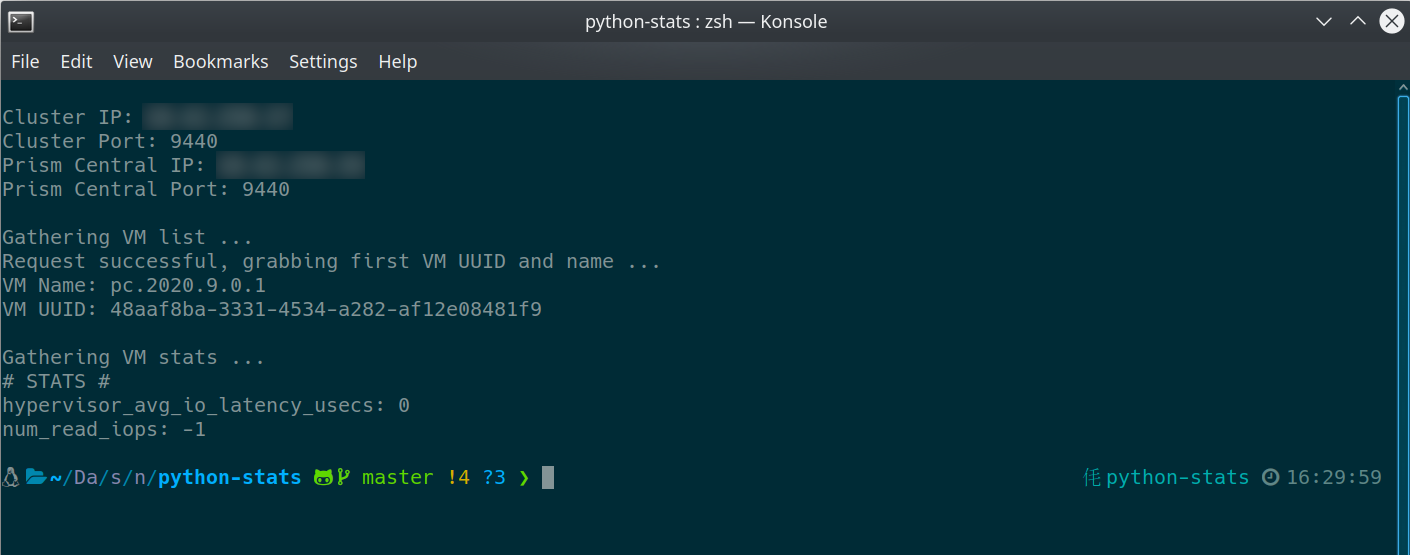 python-stats : zsh — Konsole
File Edit View Bookmarks Settings Help
Cluster IP:
Cluster Port: 9440
Prism Central IP:
Prism Central Port: 9440
Gathering VM list ...
Request successful, grabbing first VM UUID and name ...
VM Name: pc.2020.9.0.1
VM UUID: 48aaf8ba-3331-4534-a282-af12e08481f9
Gathering VM stats ...
# STATS #
hypervisor_avg_io_latency_usecs: 0
num_read_iops: -1
~/Da/s/n/python-stats master !4 ?3 ❯ python-stats 16:29:59